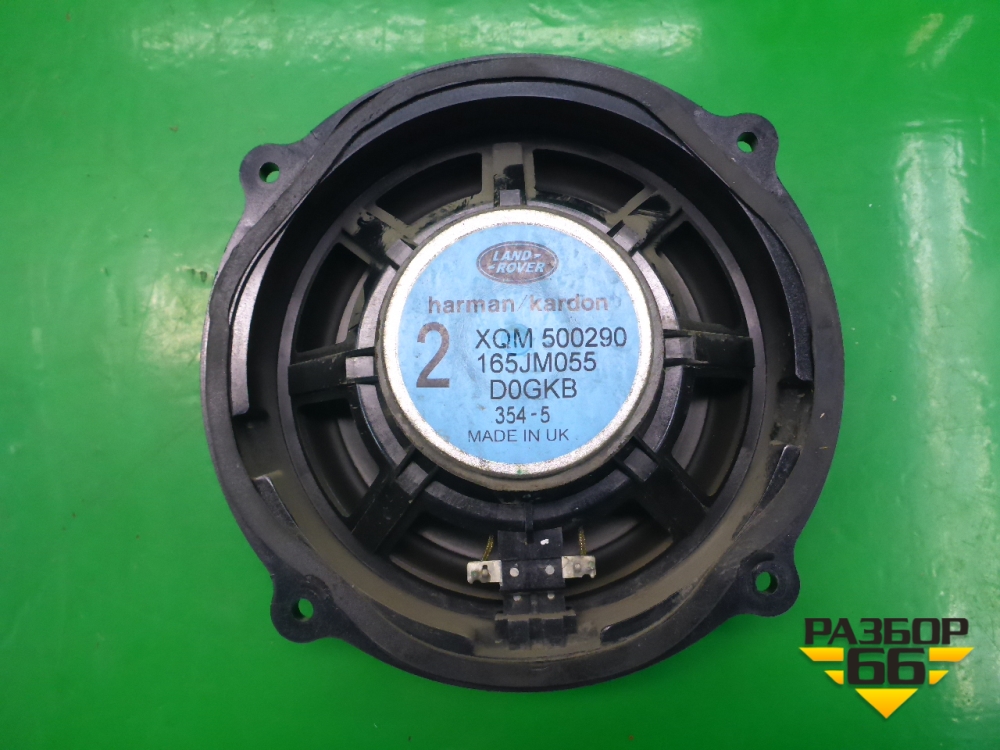 LAND-
-ROVER
harman/kardon
2
XQM 500290
165JM055
D0GKB
354-5
MADE IN UK
РАЗБОР
66